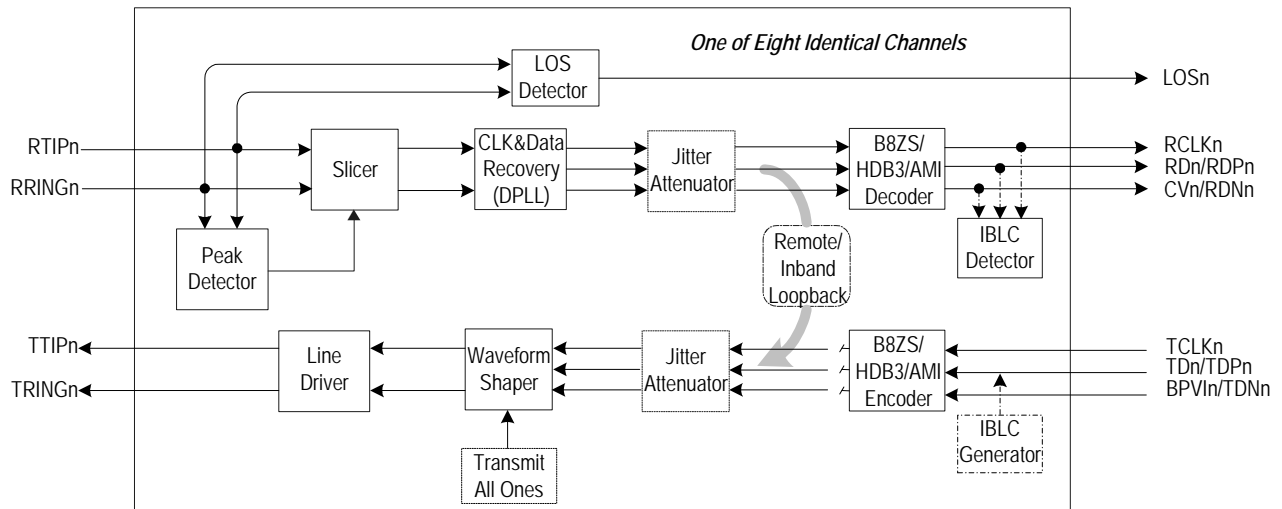 One of Eight Identical Channels
LOS
Detector
LOSn
RTIPn
RRINGn
Slicer
CLK&Data
Recovery
(DPLL)
Jitter
Attenuator
B8ZS/
HDB3/AMI
Decoder
RCLKn
RDn/RDPn
CVn/RDNn
Peak
Detector
Remote/
Inband
Loopback
IBLC
Detector
TTIPn
TRINGn
Line
Driver
Waveform
Shaper
Jitter
Attenuator
B8ZS/
HDB3/AMI
Encoder
TCLKn
TDn/TDPn
BPVIn/TDNn
Transmit
All Ones
IBLC
Generator